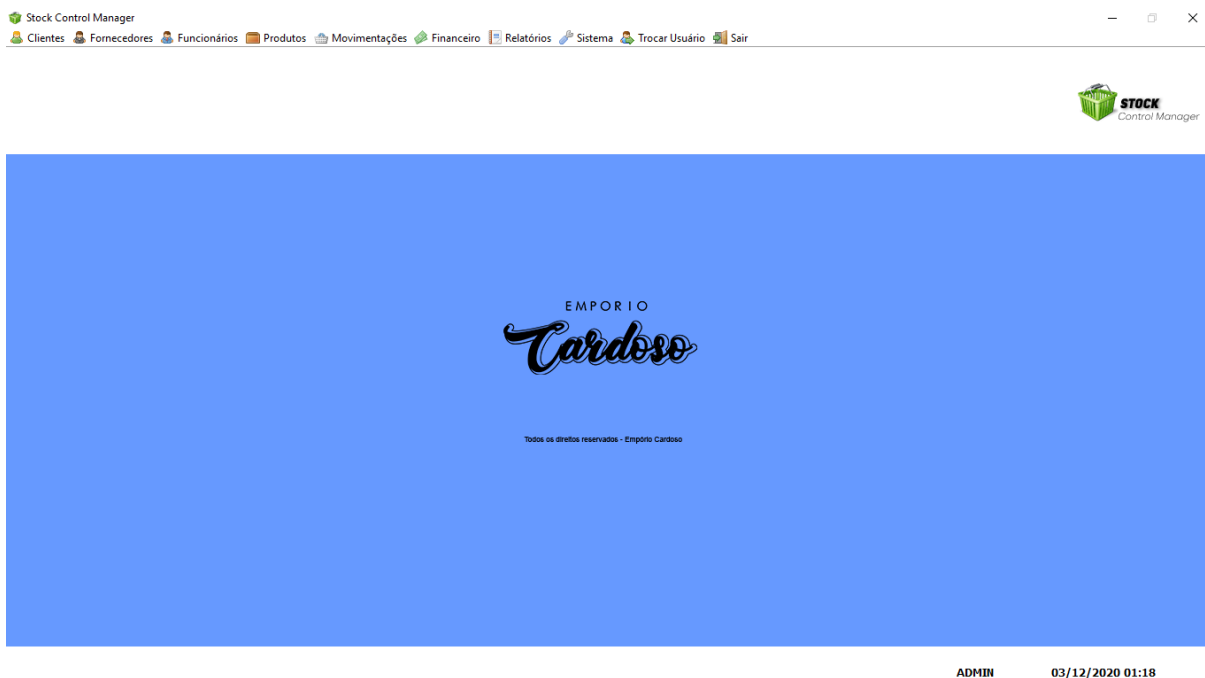 Stock Control Manager
Clientes Fornecedores Funcionários Produtos Movimentações Financeiro Relatórios Sistema Trocar Usuário Sair
STOCK
Control Manager
EMPORIO
Cardoso
Todos os direitos reservados - Empório Cardoso
ADMIN 03/12/2020 01:18